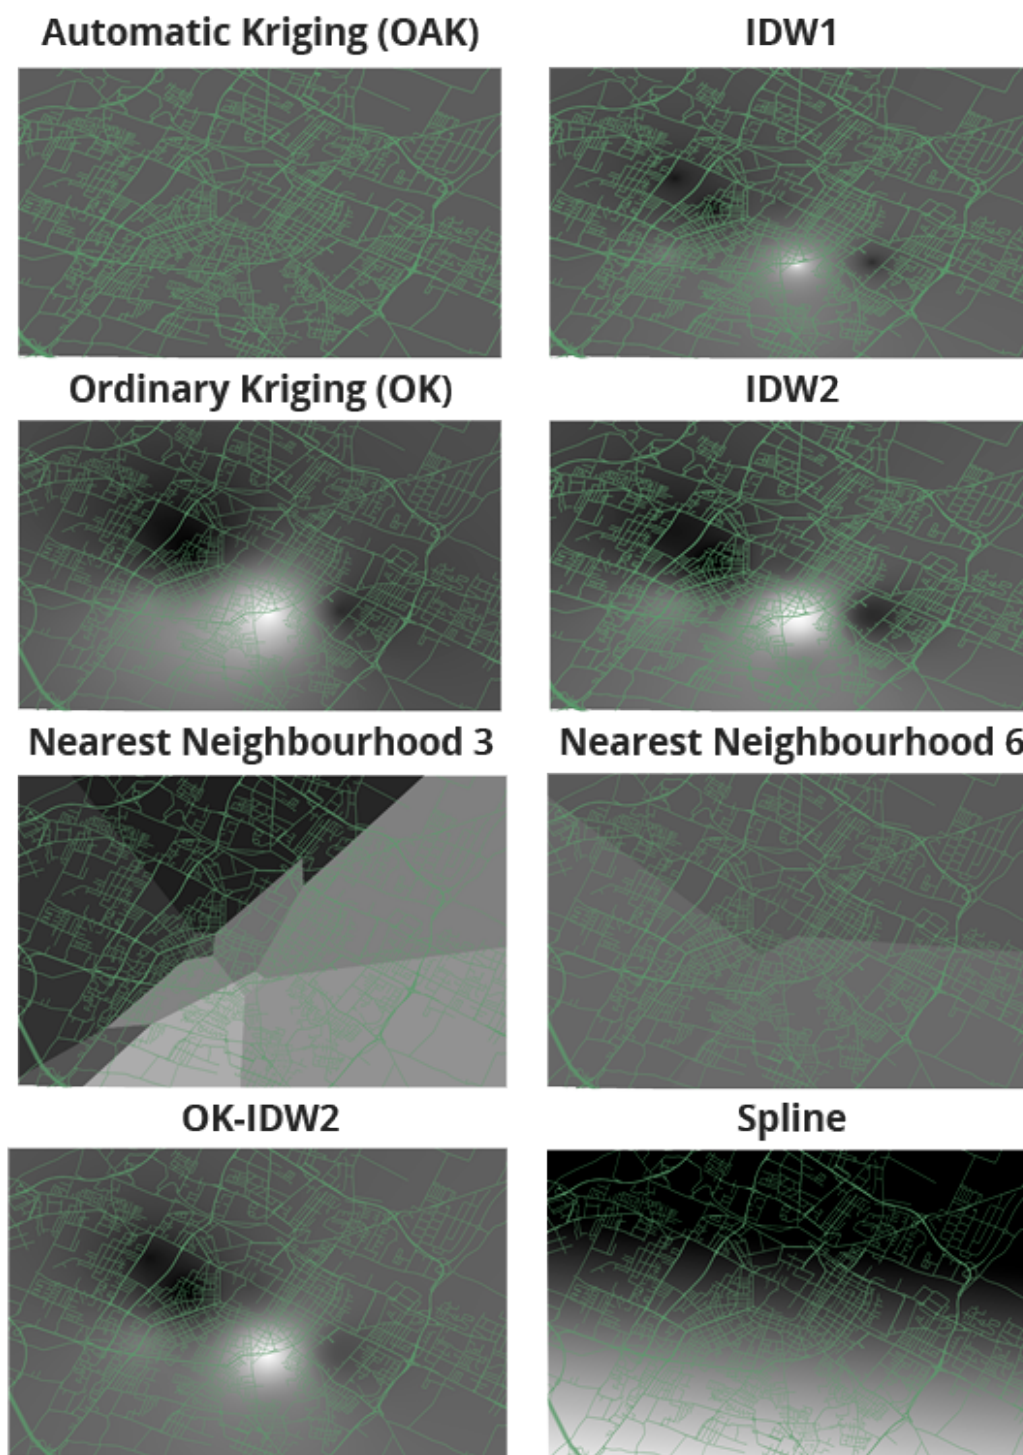 Automatic Kriging (OAK)
IDW1
Ordinary Kriging (OK)
IDW2
Nearest Neighbourhood 3
Nearest Neighbourhood 6
OK-IDW2
Spline